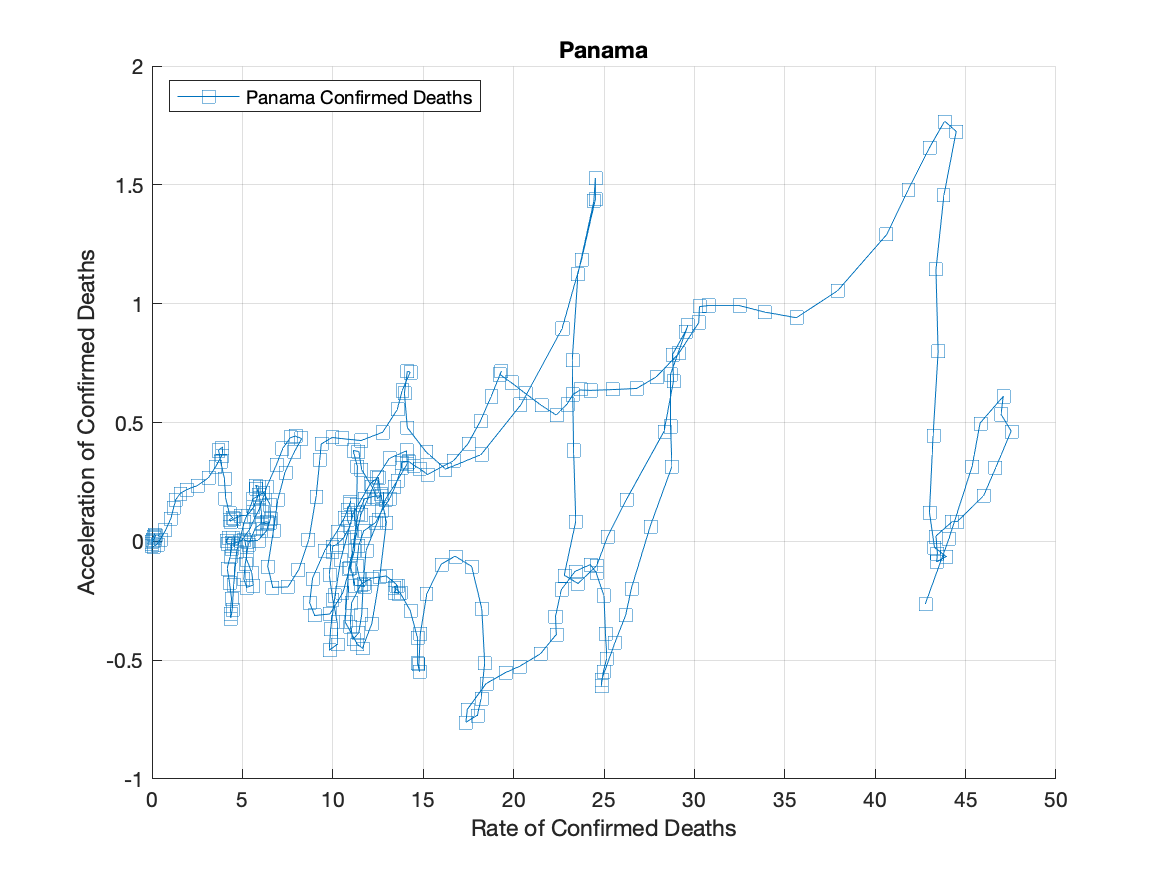 Panama
Panama Confirmed Deaths
2
1.5
1
0.5
0
-0.5
-1
Acceleration of Confirmed Deaths
0 5 10 15 20 25 30 35 40 45 50
Rate of Confirmed Deaths